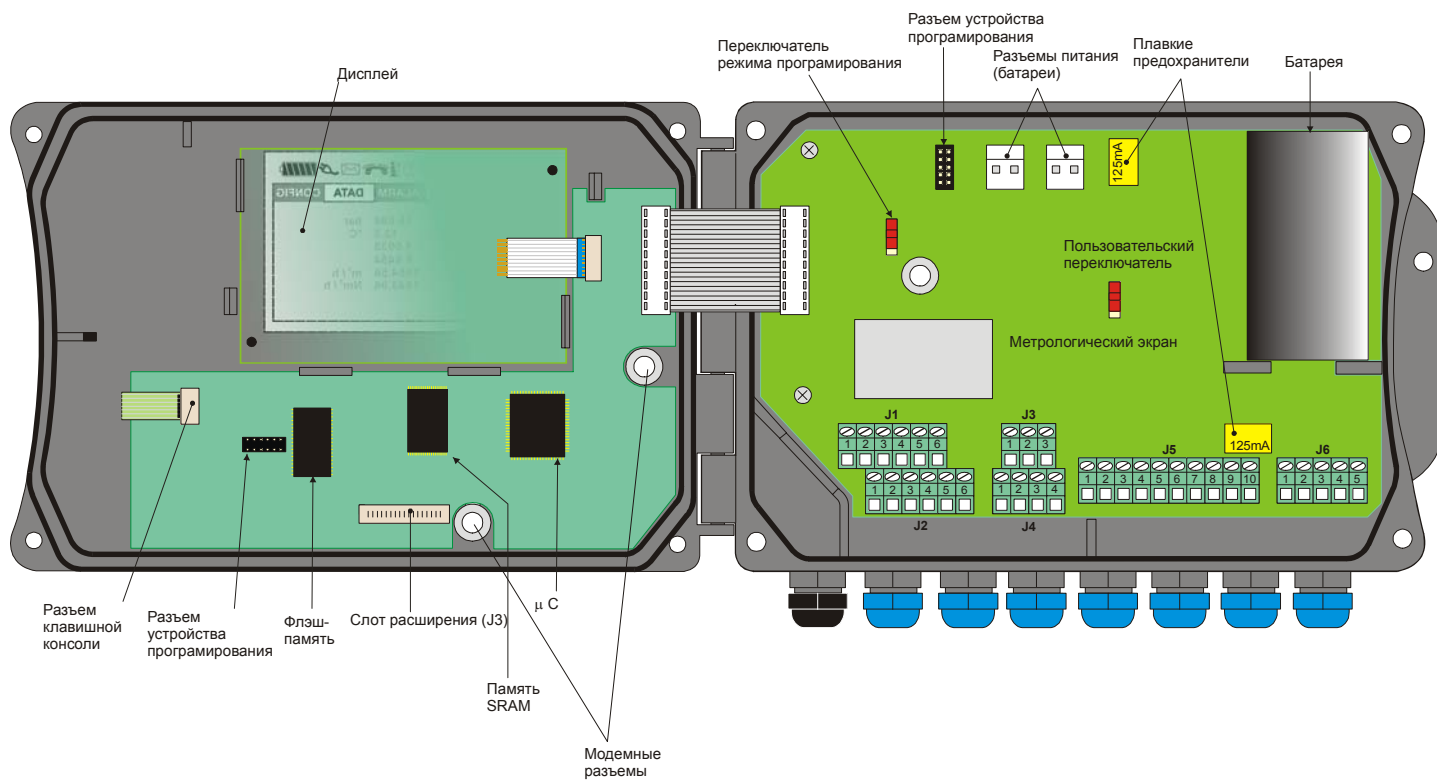 Разъем устройства
програмирования
Переключатель
режима програмирования
Разъемы питания
(батареи)
Плавкие
предохранители
Батарея
Дисплей
CONFIG DATA ALARM
bar
°C
m³/h
Nm³/h
125mA
Пользовательский
переключатель
Метрологический экран
J1
1 2 3 4 5 6
J3
1 2 3
125mA
J5
1 2 3 4 5 6 7 8 9 10
J6
1 2 3 4 5
1 2 3 4 5 6
J2
1 2 3 4
J4
Разъем
клавишной
консоли
Разъем
устройства
програмирования
Флэш-
память
Слот расширения (J3)
μ C
Память
SRAM
Модемные
разъемы